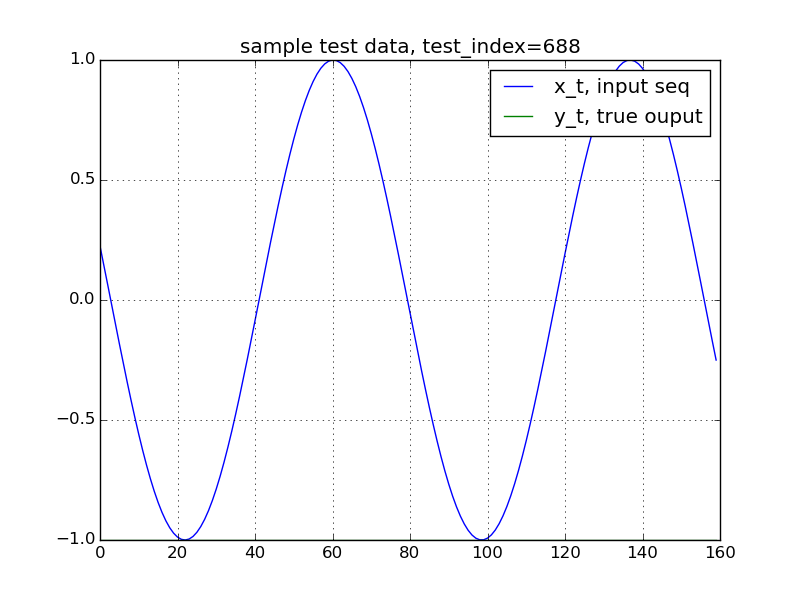 sample test data, test_index=688
x_t, input seq
y_t, true ouput
1.0
0.5
0.0
−0.5
−1.0
0 20 40 60 80 100 120 140 160